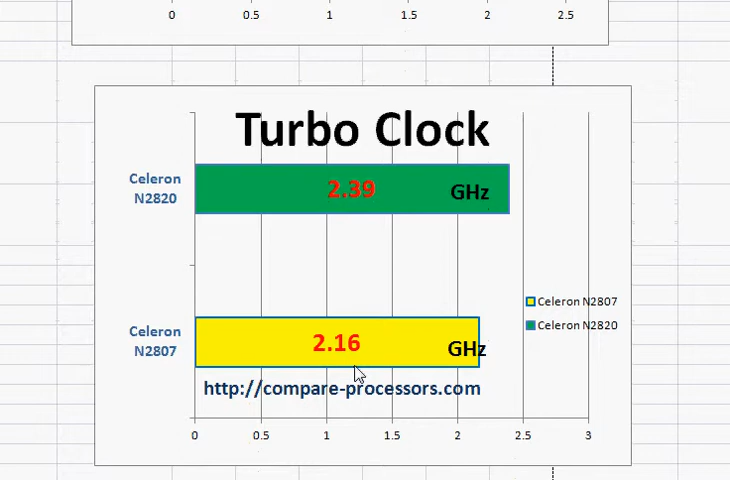 0 0.5 1 1.5 2 2.5
Turbo Clock
Celeron
N2820
2.39
GHz
Celeron N2807
Celeron N2820
Celeron
N2807
2.16
GHz
http://compare-processors.com
0 0.5 1 1.5 2 2.5 3